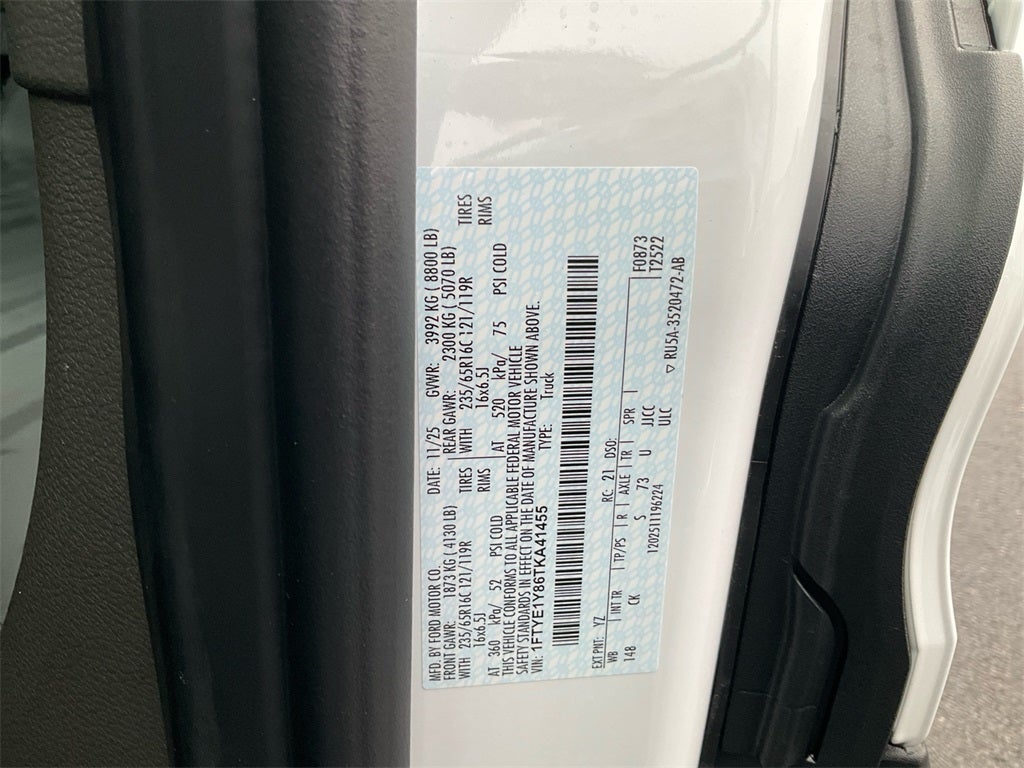 MFD. BY FORD MOTOR CO. DATE: 11/25 GVWR: 3992 KG ( 8800 LB)
FRONT GAWR: 1873 KG ( 4130 LB) REAR GAWR: 2300 KG ( 5070 LB)
WITH 235/65R16C 121/119R TIRES WITH 235/65R16C 121/119R TIRES
16x6.5J RIMS 16x6.5J RIMS
AT 360 kPa/ 52 PSI COLD AT 520 kPa/ 75 PSI COLD
THIS VEHICLE CONFORMS TO ALL APPLICABLE FEDERAL MOTOR VEHICLE
SAFETY STANDARDS IN EFFECT ON THE DATE OF MANUFACTURE SHOWN ABOVE.
VIN: 1FTYE1Y86TKA41455 TYPE: Truck
EXT PNT: YZ RC: 21 DSO: F0873
WB INT TR TP/PS R AXLE TR SPR T2522
148 CK S 73 U JJCC
1202511196224 ULC
▽ RU5A-3520472-AB